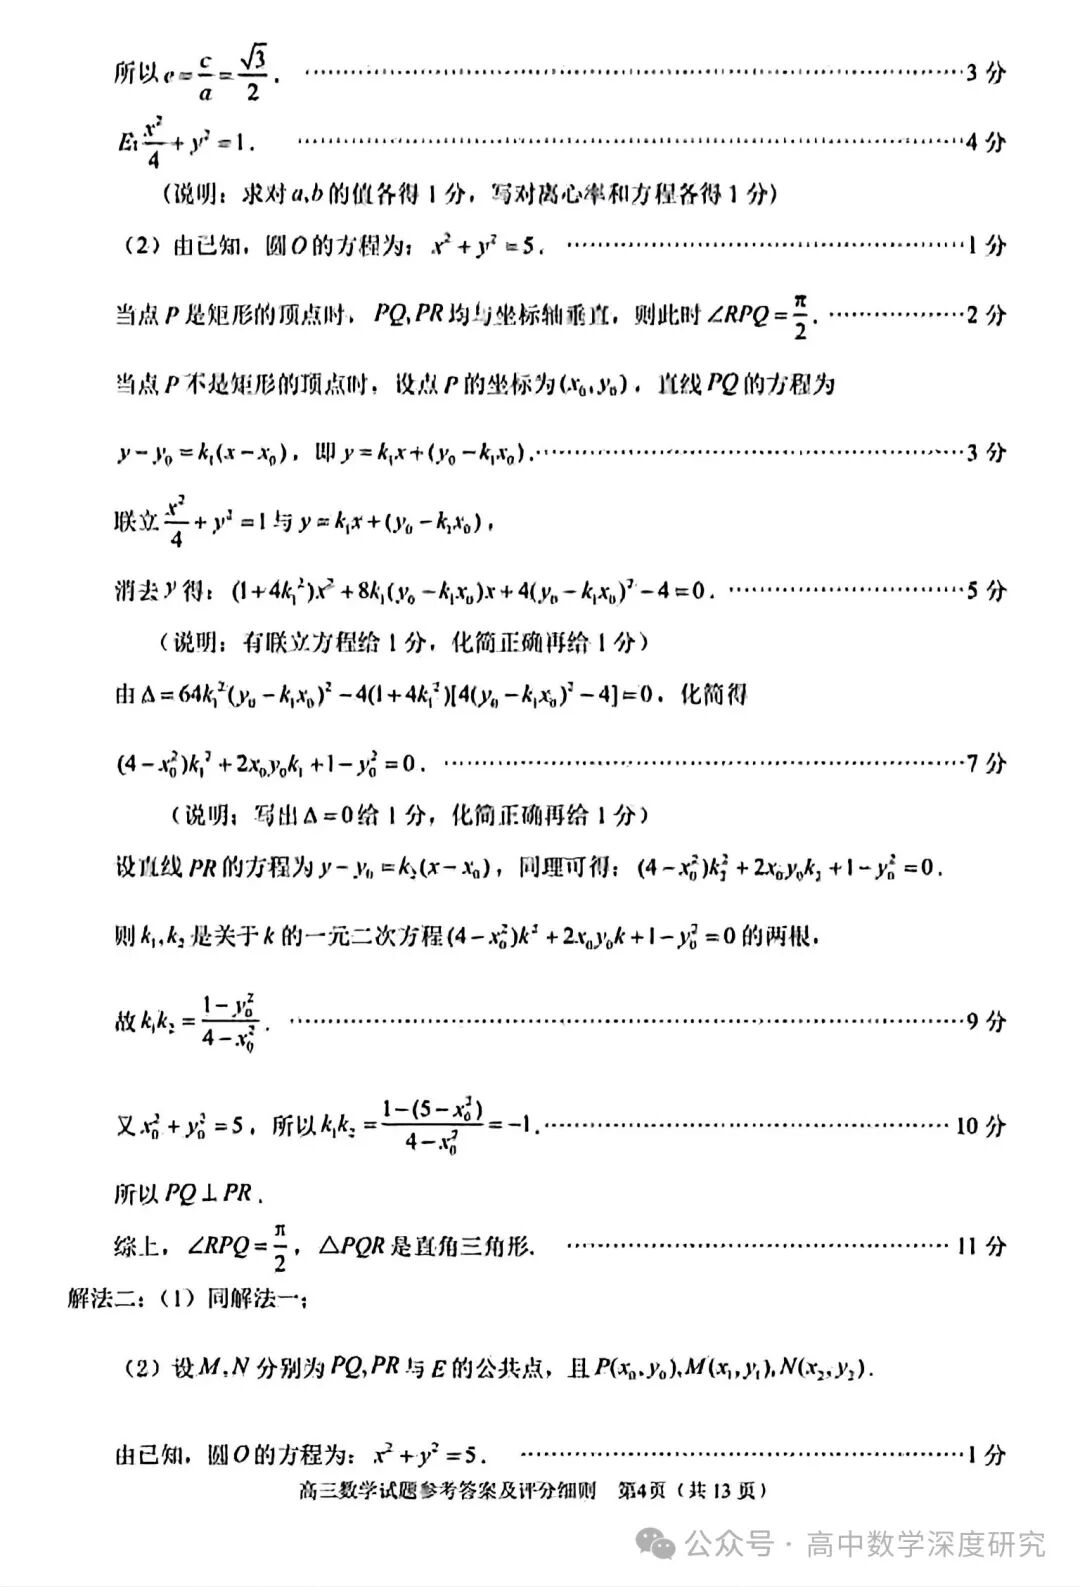 所以e=c/a=√3/2. ……3分
E:x²/4+y²=1. ……4分
(说明:求对a,b的值各得1分,写对离心率和方程各得1分)
(2)由已知,圆O的方程为:x²+y²=5. ……1分
当点P是矩形的顶点时,PQ,PR均与坐标轴垂直,则此时∠RPQ=π/2. ……2分
当点P不是矩形的顶点时,设点P的坐标为(x₀,y₀),直线PQ的方程为
y-y₀=k₁(x-x₀),即y=k₁x+(y₀-k₁x₀). ……3分
联立x²/4+y²=1与y=k₁x+(y₀-k₁x₀),
消去y得:(1+4k₁²)x²+8k₁(y₀-k₁x₀)x+4(y₀-k₁x₀)²-4=0. ……5分
(说明:有联立方程给1分,化简正确再给1分)
由Δ=64k₁²(y₀-k₁x₀)²-4(1+4k₁²)[4(y₀-k₁x₀)²-4]=0,化简得
(4-x₀²)k₁²+2x₀y₀k₁+1-y₀²=0. ……7分
(说明:写出Δ=0给1分,化简正确再给1分)
设直线PR的方程为y-y₀=k₂(x-x₀),同理可得:(4-x₀²)k₂²+2x₀y₀k₂+1-y₀²=0.
则k₁,k₂是关于k的一元二次方程(4-x₀²)k²+2x₀y₀k+1-y₀²=0的两根,
故k₁k₂=(1-y₀²)/(4-x₀²). ……9分
又x₀²+y₀²=5,所以k₁k₂=(1-(5-x₀²))/(4-x₀²)=-1. ……10分
所以PQ⊥PR.
综上,∠RPQ=π/2,△PQR是直角三角形. ……11分
解法二:(1)同解法一;
(2)设M,N分别为PQ,PR与E的公共点,且P(x₀,y₀),M(x₁,y₁),N(x₂,y₂).
由已知,圆O的方程为:x²+y²=5. ……1分
高三数学试题参考答案及评分细则 第4页(共13页)
公众号·高中数学深度研究